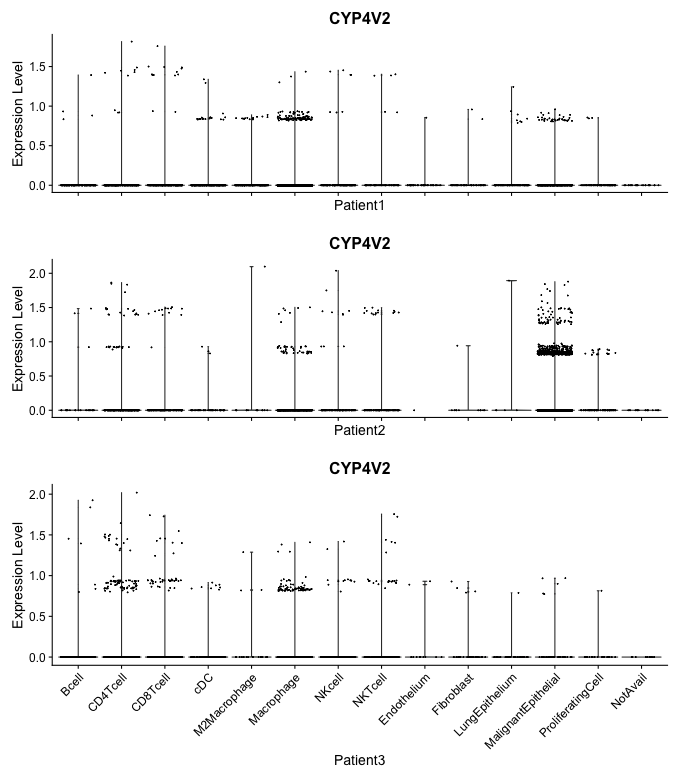 CYP4V2
Expression Level
1.5
1.0
0.5
0.0
Patient1
CYP4V2
Expression Level
2.0
1.5
1.0
0.5
0.0
Patient2
CYP4V2
Expression Level
2.0
1.5
1.0
0.5
0.0
Bcell
CD4Tcell
CD8Tcell
cDC
M2Macrophage
Macrophage
NKcell
NKTcell
Endothelium
Fibroblast
LungEpithelium
MalignantEpithelial
ProliferatingCell
NotAvail
Patient3